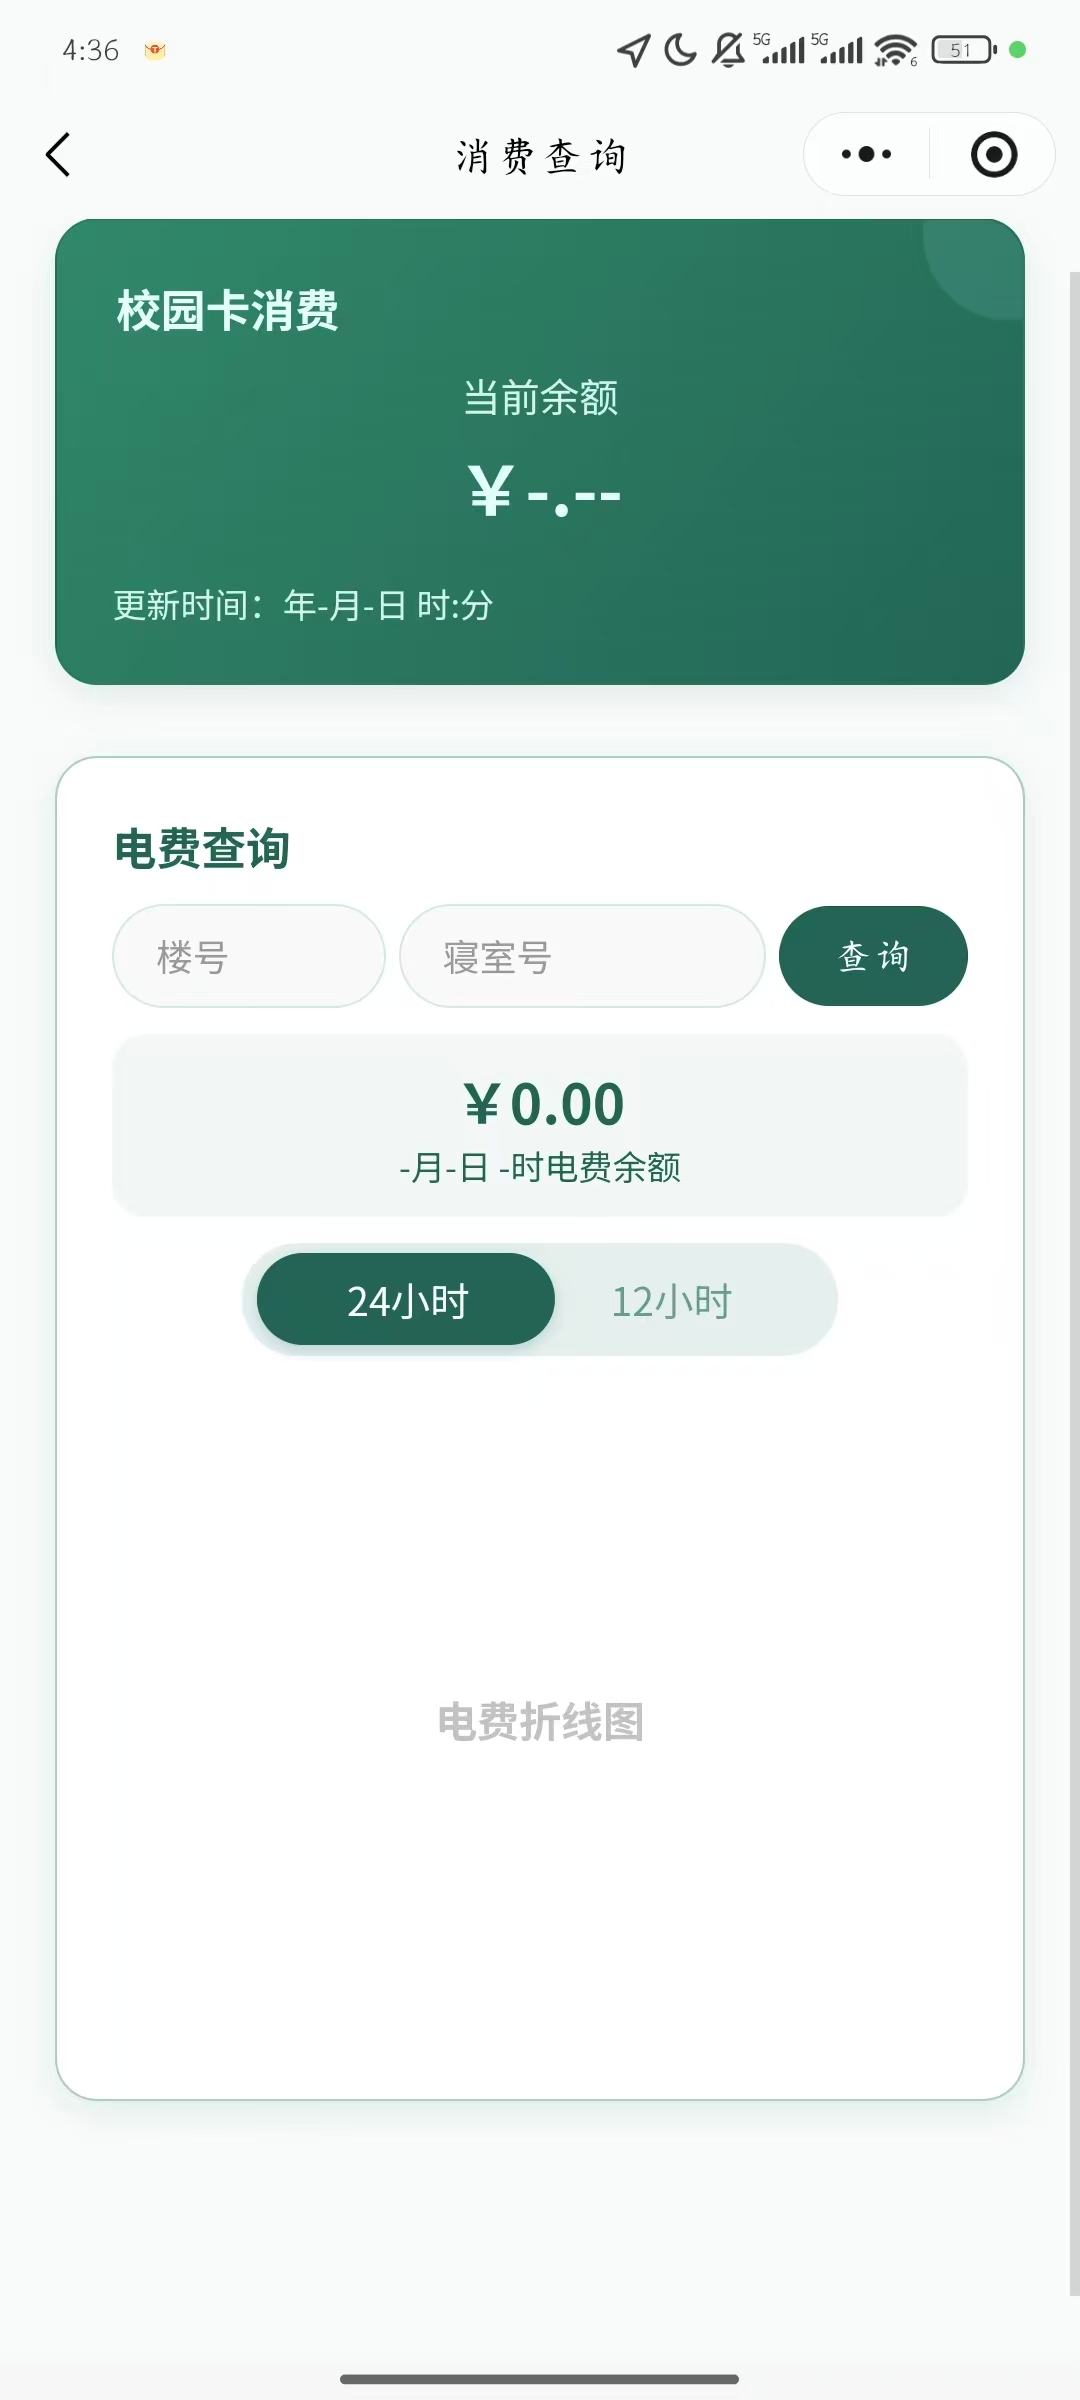 4:36
5G 5G 6 51
消费查询
校园卡消费
当前余额
¥-.--
更新时间：年-月-日 时:分
电费查询
楼号 寝室号 查询
¥0.00
-月-日 -时电费余额
24小时 12小时
电费折线图